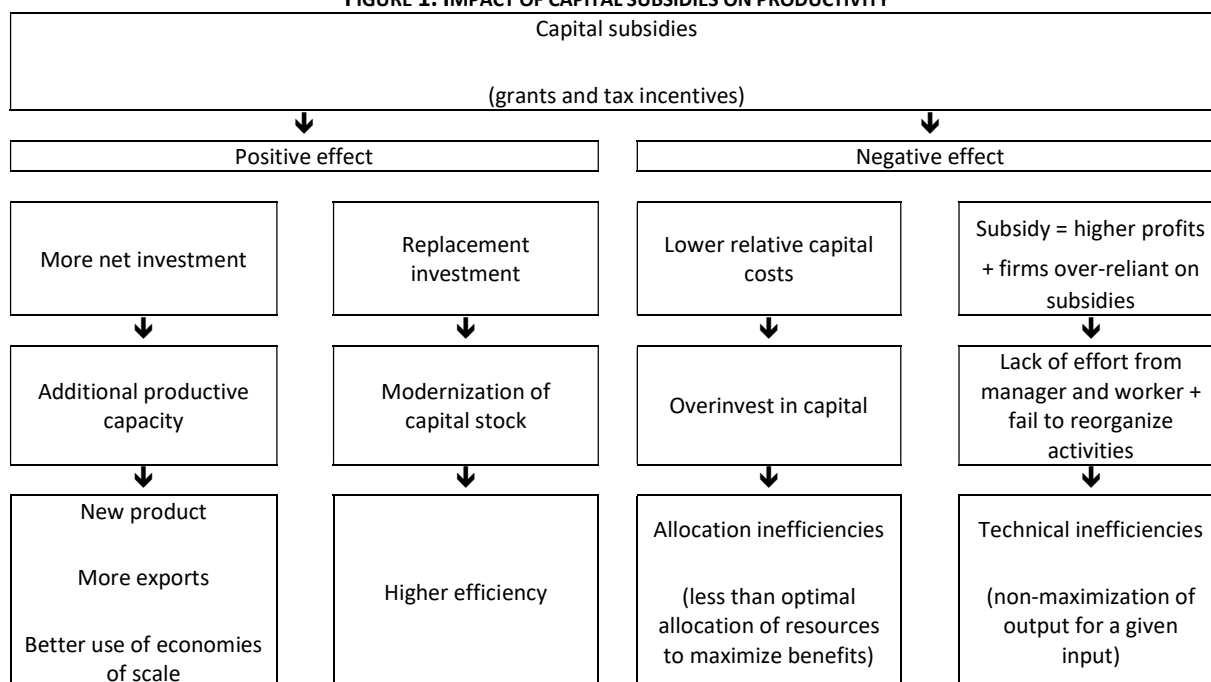 FIGURE 1. IMPACT OF CAPITAL SUBSIDIES ON PRODUCTIVITY
Capital subsidies
(grants and tax incentives)
Positive effect
Negative effect
More net investment
Replacement
investment
Lower relative capital
costs
Subsidy = higher profits
+ firms over-reliant on
subsidies
Additional productive
capacity
Modernization of
capital stock
Overinvest in capital
Lack of effort from
manager and worker +
fail to reorganize
activities
New product
More exports
Better use of economies
of scale
Higher efficiency
Allocation inefficiencies
(less than optimal
allocation of resources
to maximize benefits)
Technical inefficiencies
(non-maximization of
output for a given
input)